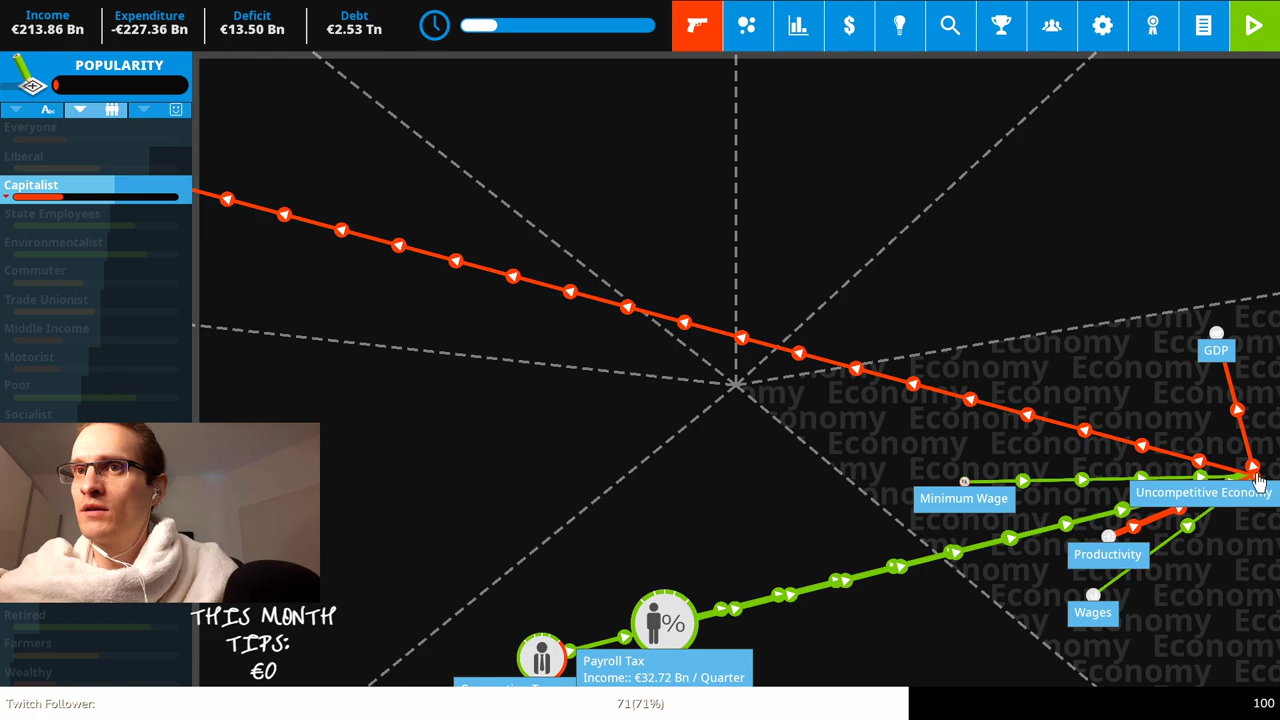 Income
€213.86 Bn
Expenditure
-€227.36 Bn
Deficit
€13.50 Bn
Debt
€2.53 Tn
POPULARITY
Everyone
Liberal
Capitalist
State Employees
Environmentalist
Commuter
Trade Unionist
Middle Income
Motorist
Poor
Socialist
Retired
Farmers
Wealthy
Economy
GDP
Minimum Wage
Uncompetitive Economy
Productivity
Wages
%
Payroll Tax
Income:: €32.72 Bn / Quarter
THIS MONTH
TIPS:
€0
Twitch Follower:
71(71%)
100